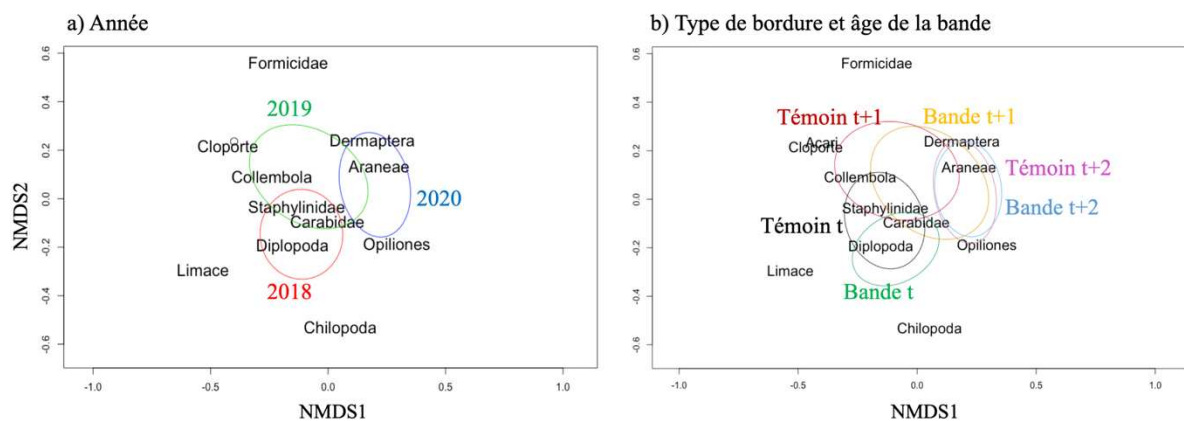 a) Année
b) Type de bordure et âge de la bande
0.6
0.4
0.2
0.0
-0.2
-0.4
-0.6
NMDS2
Formicidae
2019
Cloporte
Dermaptera
Araneae
Collembola
Staphylinidae
Carabidae
2020
Diplopoda
Opiliones
Limace
2018
Chilopoda
-1.0 -0.5 0.0 0.5 1.0
NMDS1
0.6
0.4
0.2
0.0
-0.2
-0.4
-0.6
Formicidae
Témoin t+1
Bande t+1
Acari
Cloporte
Dermaptera
Araneae
Témoin t+2
Collembola
Staphylinidae
Bande t+2
Carabidae
Témoin t
Diplopoda
Opiliones
Limace
Bande t
Chilopoda
-1.0 -0.5 0.0 0.5 1.0
NMDS1